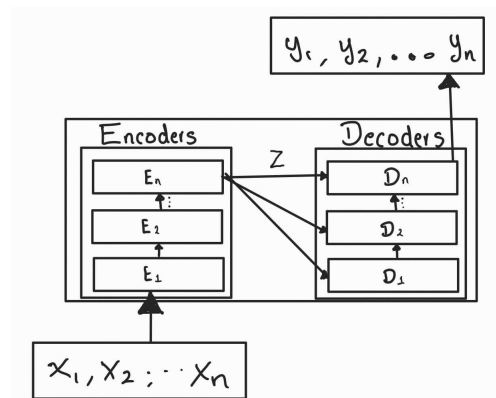 y₁, y₂, ... yₙ
Encoders
Z
Decoders
Eₙ
Dₙ
⋮
⋮
E₂
D₂
E₁
D₁
x₁, x₂, ... xₙ